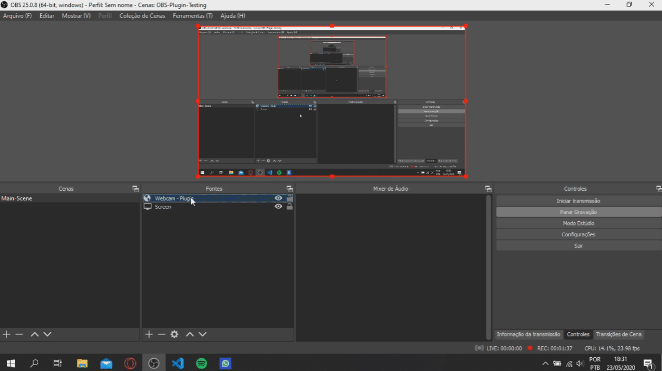 OBS 25.0.8 (64-bit, windows) - Perfil: Sem nome - Cenas: OBS-Plugin-Testing
Arquivo (F) Editar Mostrar (V) Perfil Coleção de Cenas Ferramentas (T) Ajuda (H)
Cenas Fontes Mixer de Áudio Controles
Main-Scene
Webcam - Plugin
Screen
Iniciar transmissão
Parar Gravação
Modo Estúdio
Configurações
Sair
Informação da transmissão Controles Transições de Cena
LIVE: 00:00:00 REC: 00:01:37 CPU: 14.1%, 23.98 fps
POR 18:31
PTB 23/05/2020